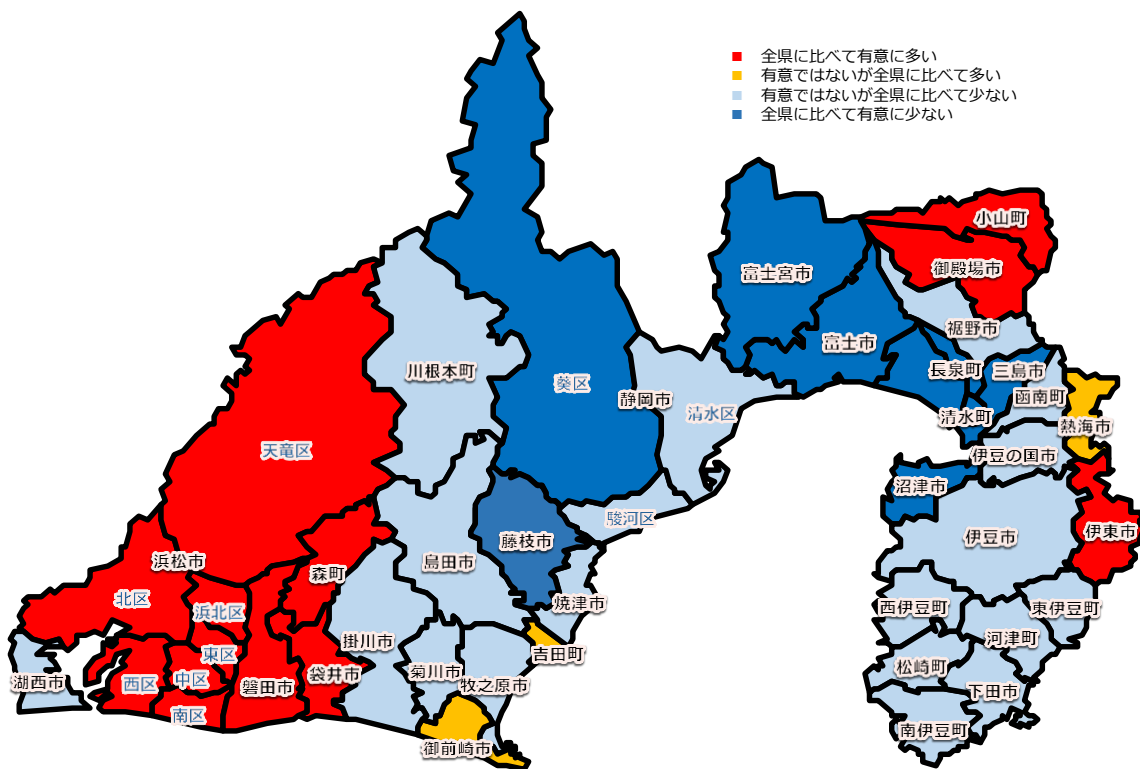 全県に比べて有意に多い
有意ではないが全県に比べて多い
有意ではないが全県に比べて少ない
全県に比べて有意に少ない
小山町
御殿場市
富士宮市
裾野市
富士市
長泉町
三島市
川根本町
葵区
静岡市
清水区
函南町
清水町
熱海市
伊豆の国市
天竜区
沼津市
駿河区
伊東市
伊豆市
藤枝市
浜松市
島田市
森町
北区
浜北区
焼津市
西伊豆町
東伊豆町
掛川市
河津町
東区
吉田町
菊川市
松崎町
湖西市
西区
中区
磐田市
袋井市
牧之原市
下田市
南区
南伊豆町
御前崎市